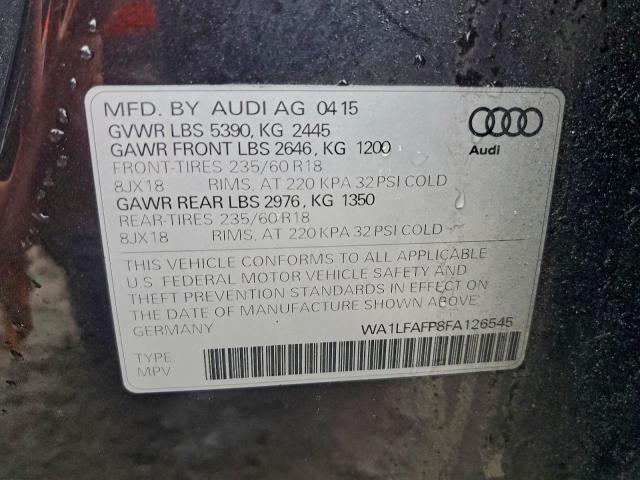 MFD. BY AUDI AG 04 15
GVWR LBS 5390, KG 2445
GAWR FRONT LBS 2646, KG 1200
FRONT-TIRES 235/60 R18
8JX18 RIMS, AT 220 KPA 32 PSI COLD
GAWR REAR LBS 2976, KG 1350
REAR-TIRES 235/60 R18
8JX18 RIMS, AT 220 KPA 32 PSI COLD
Audi
THIS VEHICLE CONFORMS TO ALL APPLICABLE
U.S. FEDERAL MOTOR VEHICLE SAFETY AND
THEFT PREVENTION STANDARDS IN EFFECT ON
THE DATE OF MANUFACTURE SHOWN ABOVE
GERMANY WA1LFAFP8FA126545
TYPE
MPV